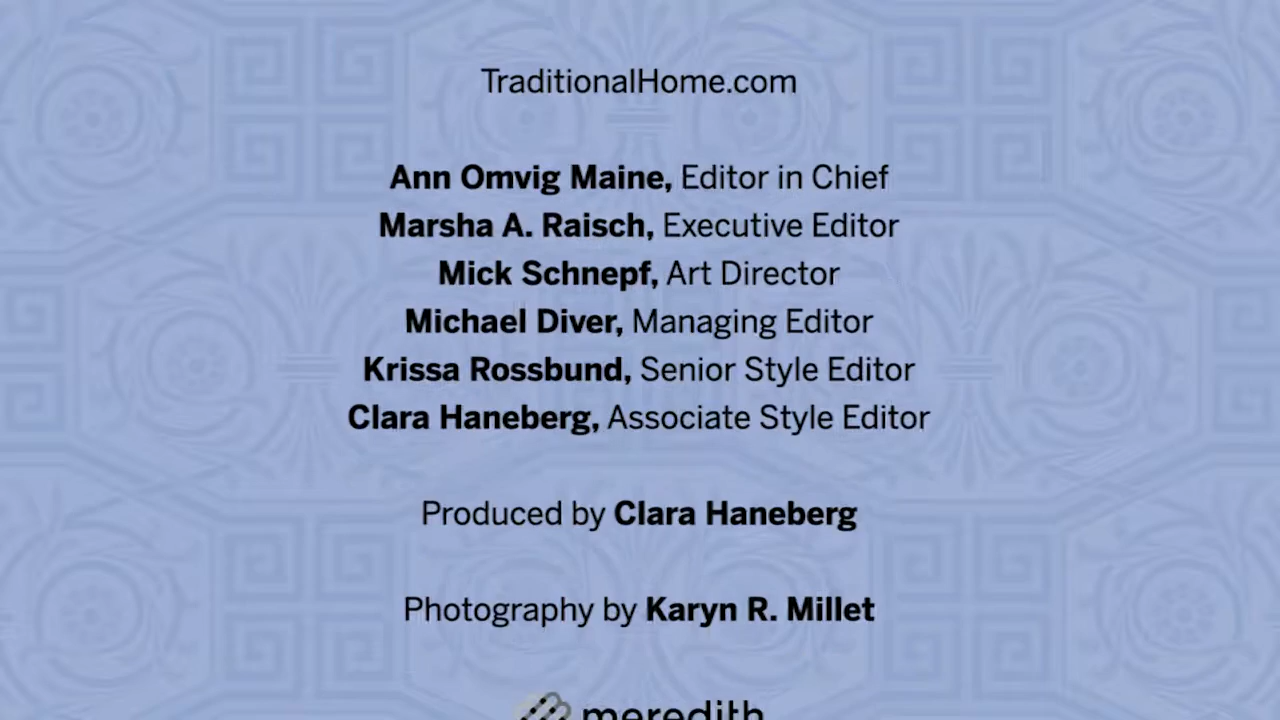 TraditionalHome.com
Ann Omvig Maine, Editor in Chief
Marsha A. Raisch, Executive Editor
Mick Schnepf, Art Director
Michael Diver, Managing Editor
Krissa Rossbund, Senior Style Editor
Clara Haneberg, Associate Style Editor
Produced by Clara Haneberg
Photography by Karyn R. Millet
meredith